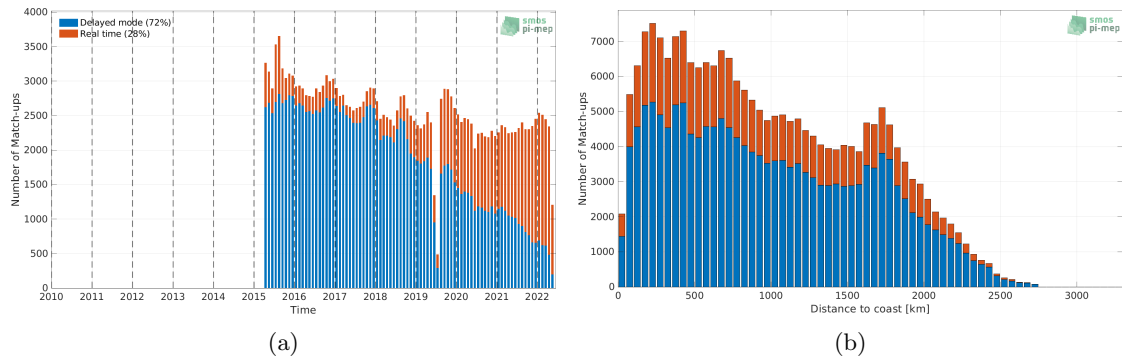 Delayed mode (72%)
Real time (28%)
smos
pi-mep
4000
3500
3000
2500
2000
1500
1000
500
0
Number of Match-ups
2010 2011 2012 2013 2014 2015 2016 2017 2018 2019 2020 2021 2022
Time
(a)
smos
pi-mep
7000
6000
5000
4000
3000
2000
1000
0
Number of Match-ups
0 500 1000 1500 2000 2500 3000
Distance to coast [km]
(b)